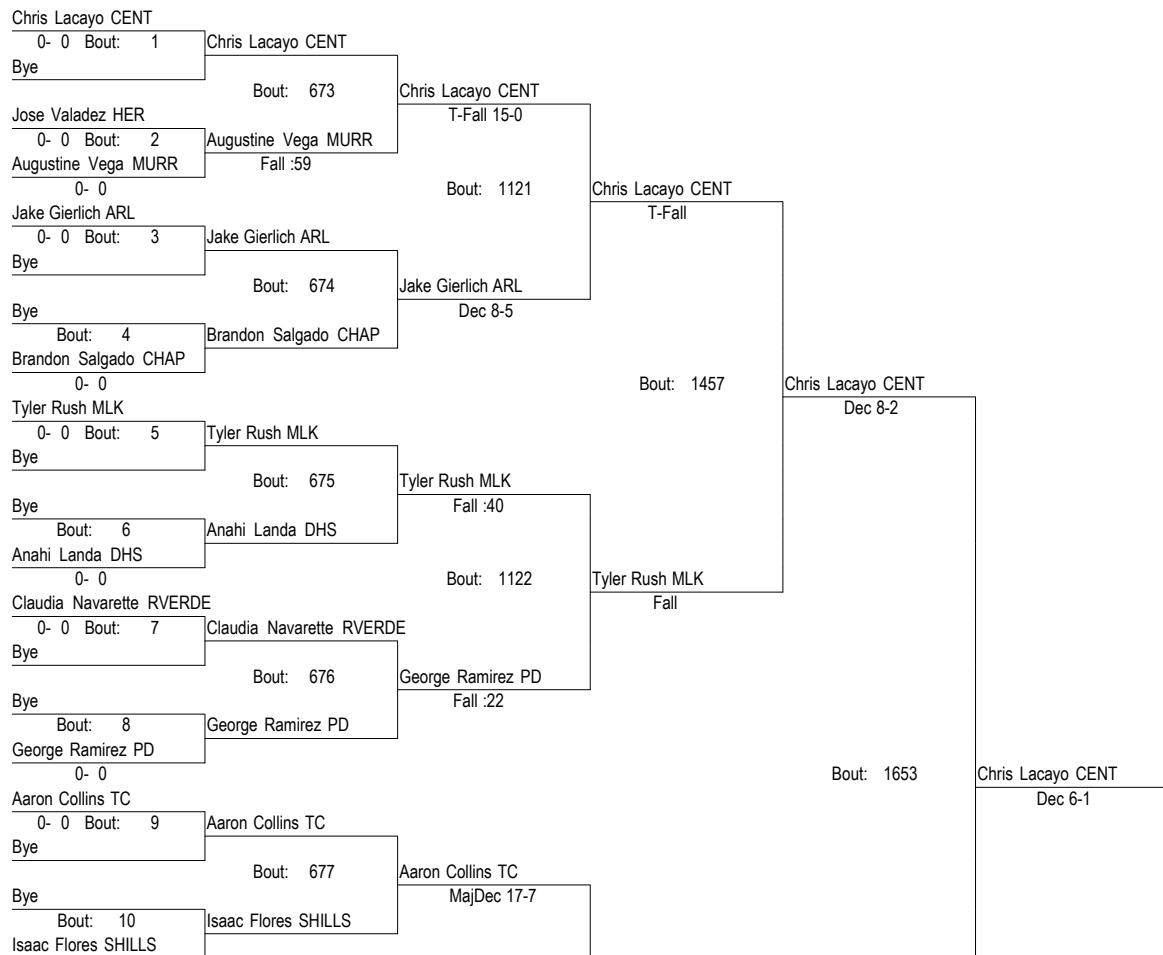 Chris Lacayo CENT
0- 0 Bout: 1 Chris Lacayo CENT
Bye
Bout: 673 Chris Lacayo CENT
Jose Valadez HER T-Fall 15-0
0- 0 Bout: 2 Augustine Vega MURR
Augustine Vega MURR Fall :59
0- 0 Bout: 1121 Chris Lacayo CENT
Jake Gierlich ARL T-Fall
0- 0 Bout: 3 Jake Gierlich ARL
Bye
Bout: 674 Jake Gierlich ARL
Bye Dec 8-5
Bout: 4 Brandon Salgado CHAP
Brandon Salgado CHAP
0- 0 Bout: 1457 Chris Lacayo CENT
Tyler Rush MLK Dec 8-2
0- 0 Bout: 5 Tyler Rush MLK
Bye
Bout: 675 Tyler Rush MLK
Bye Fall :40
Bout: 6 Anahi Landa DHS
Anahi Landa DHS
0- 0 Bout: 1122 Tyler Rush MLK
Claudia Navarette RVERDE Fall
0- 0 Bout: 7 Claudia Navarette RVERDE
Bye
Bout: 676 George Ramirez PD
Bye Fall :22
Bout: 8 George Ramirez PD
George Ramirez PD
0- 0 Bout: 1653 Chris Lacayo CENT
Aaron Collins TC Dec 6-1
0- 0 Bout: 9 Aaron Collins TC
Bye
Bout: 677 Aaron Collins TC
Bye MajDec 17-7
Bout: 10 Isaac Flores SHILLS
Isaac Flores SHILLS